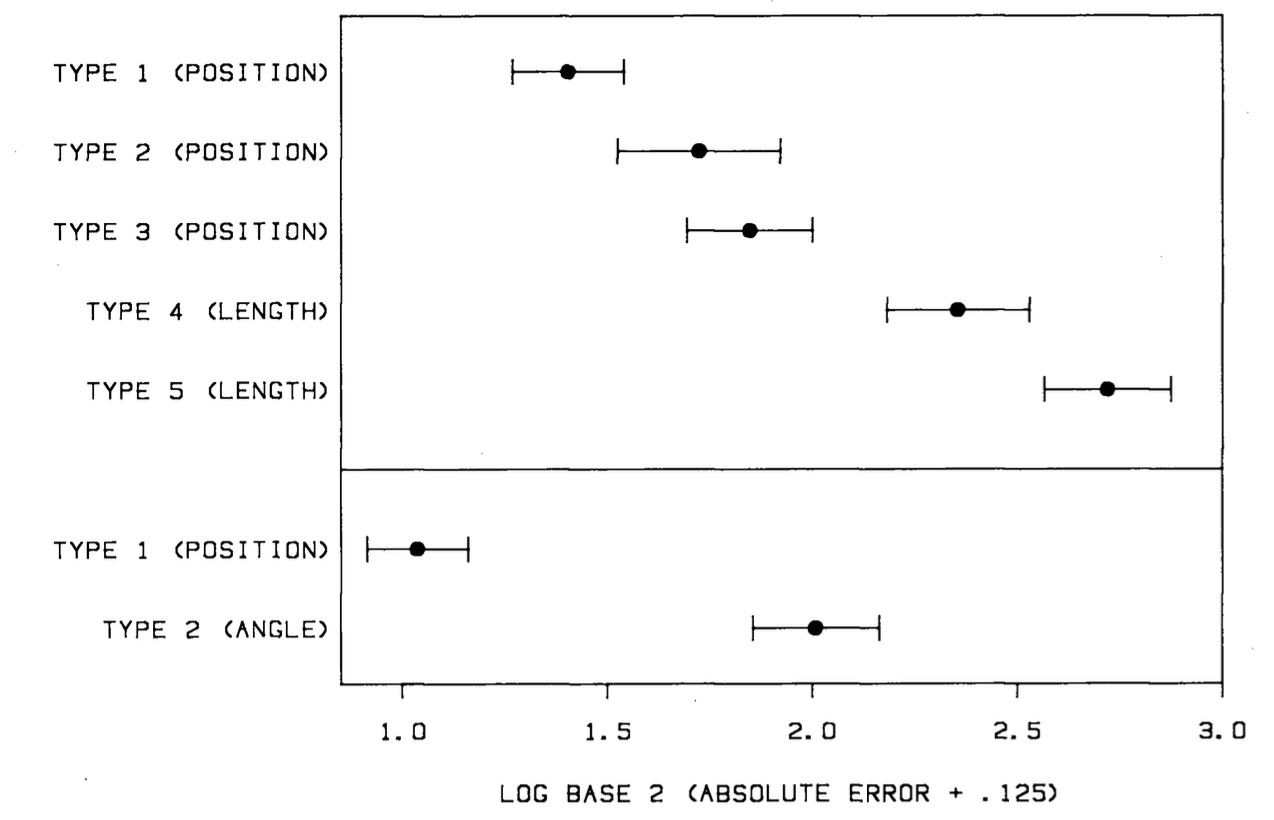 TYPE 1 (POSITION)
TYPE 2 (POSITION)
TYPE 3 (POSITION)
TYPE 4 (LENGTH)
TYPE 5 (LENGTH)
TYPE 1 (POSITION)
TYPE 2 (ANGLE)
1.0 1.5 2.0 2.5 3.0
LOG BASE 2 (ABSOLUTE ERROR + .125)